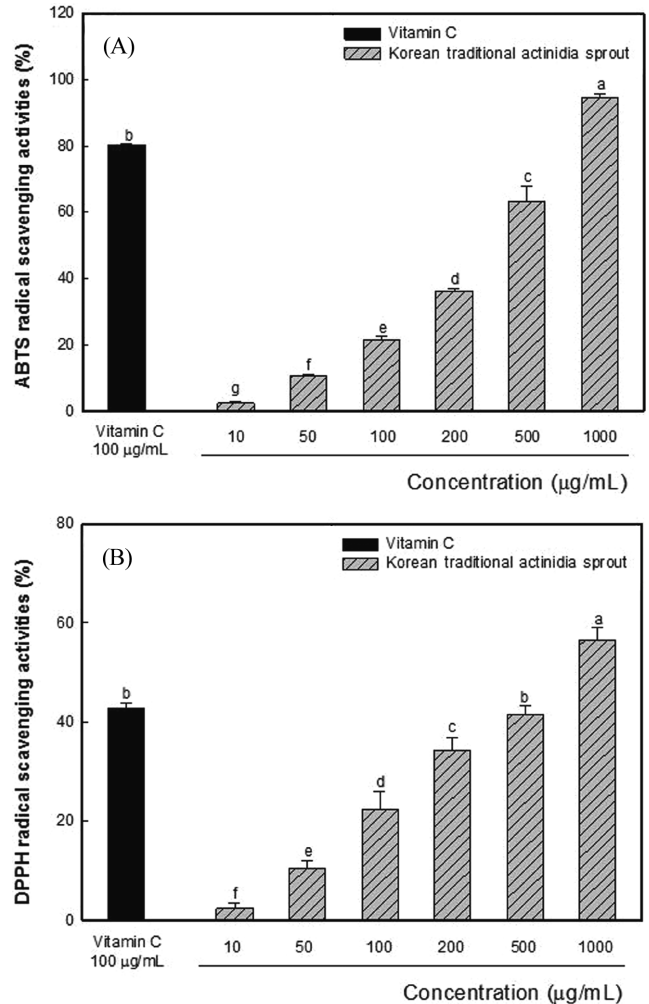 (A)
Vitamin C
Korean traditional actinidia sprout
ABTS radical scavenging activities (%)
120
100
80
60
40
20
0
b
g
f
e
d
c
a
Vitamin C
100 μg/mL
10 50 100 200 500 1000
Concentration (μg/mL)
(B)
Vitamin C
Korean traditional actinidia sprout
DPPH radical scavenging activities (%)
80
60
40
20
0
b
f
e
d
c
b
a
Vitamin C
100 μg/mL
10 50 100 200 500 1000
Concentration (μg/mL)